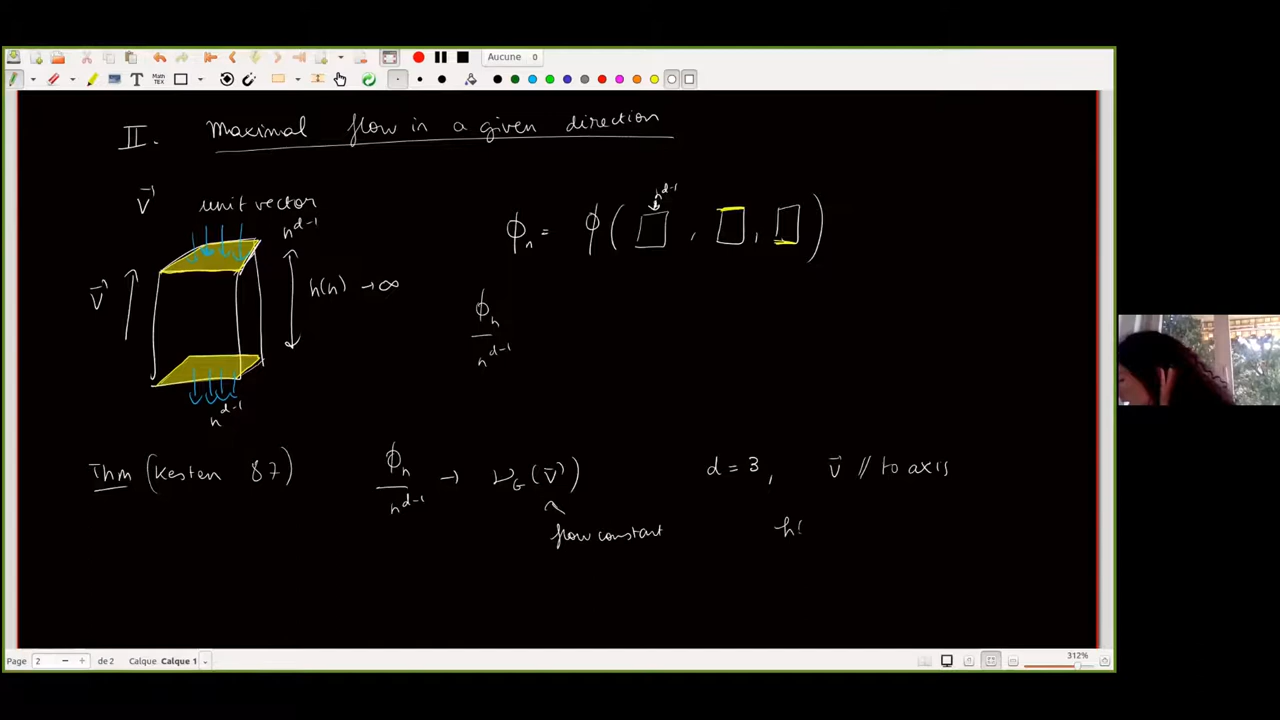 Aucune 0
II. Maximal flow in a given direction
v⃗ unit vector
n^{d-1}
n^{d-1}
ϕ_n = ϕ( , , )
v⃗
h(n) → ∞
ϕ_n / n^{d-1}
n^{d-1}
Thm (Kesten 87) ϕ_n / n^{d-1} → ν_G(v⃗) d = 3, v⃗ // to axis
flow constant h(
Page 2 de 2 Calque Calque 1 312%